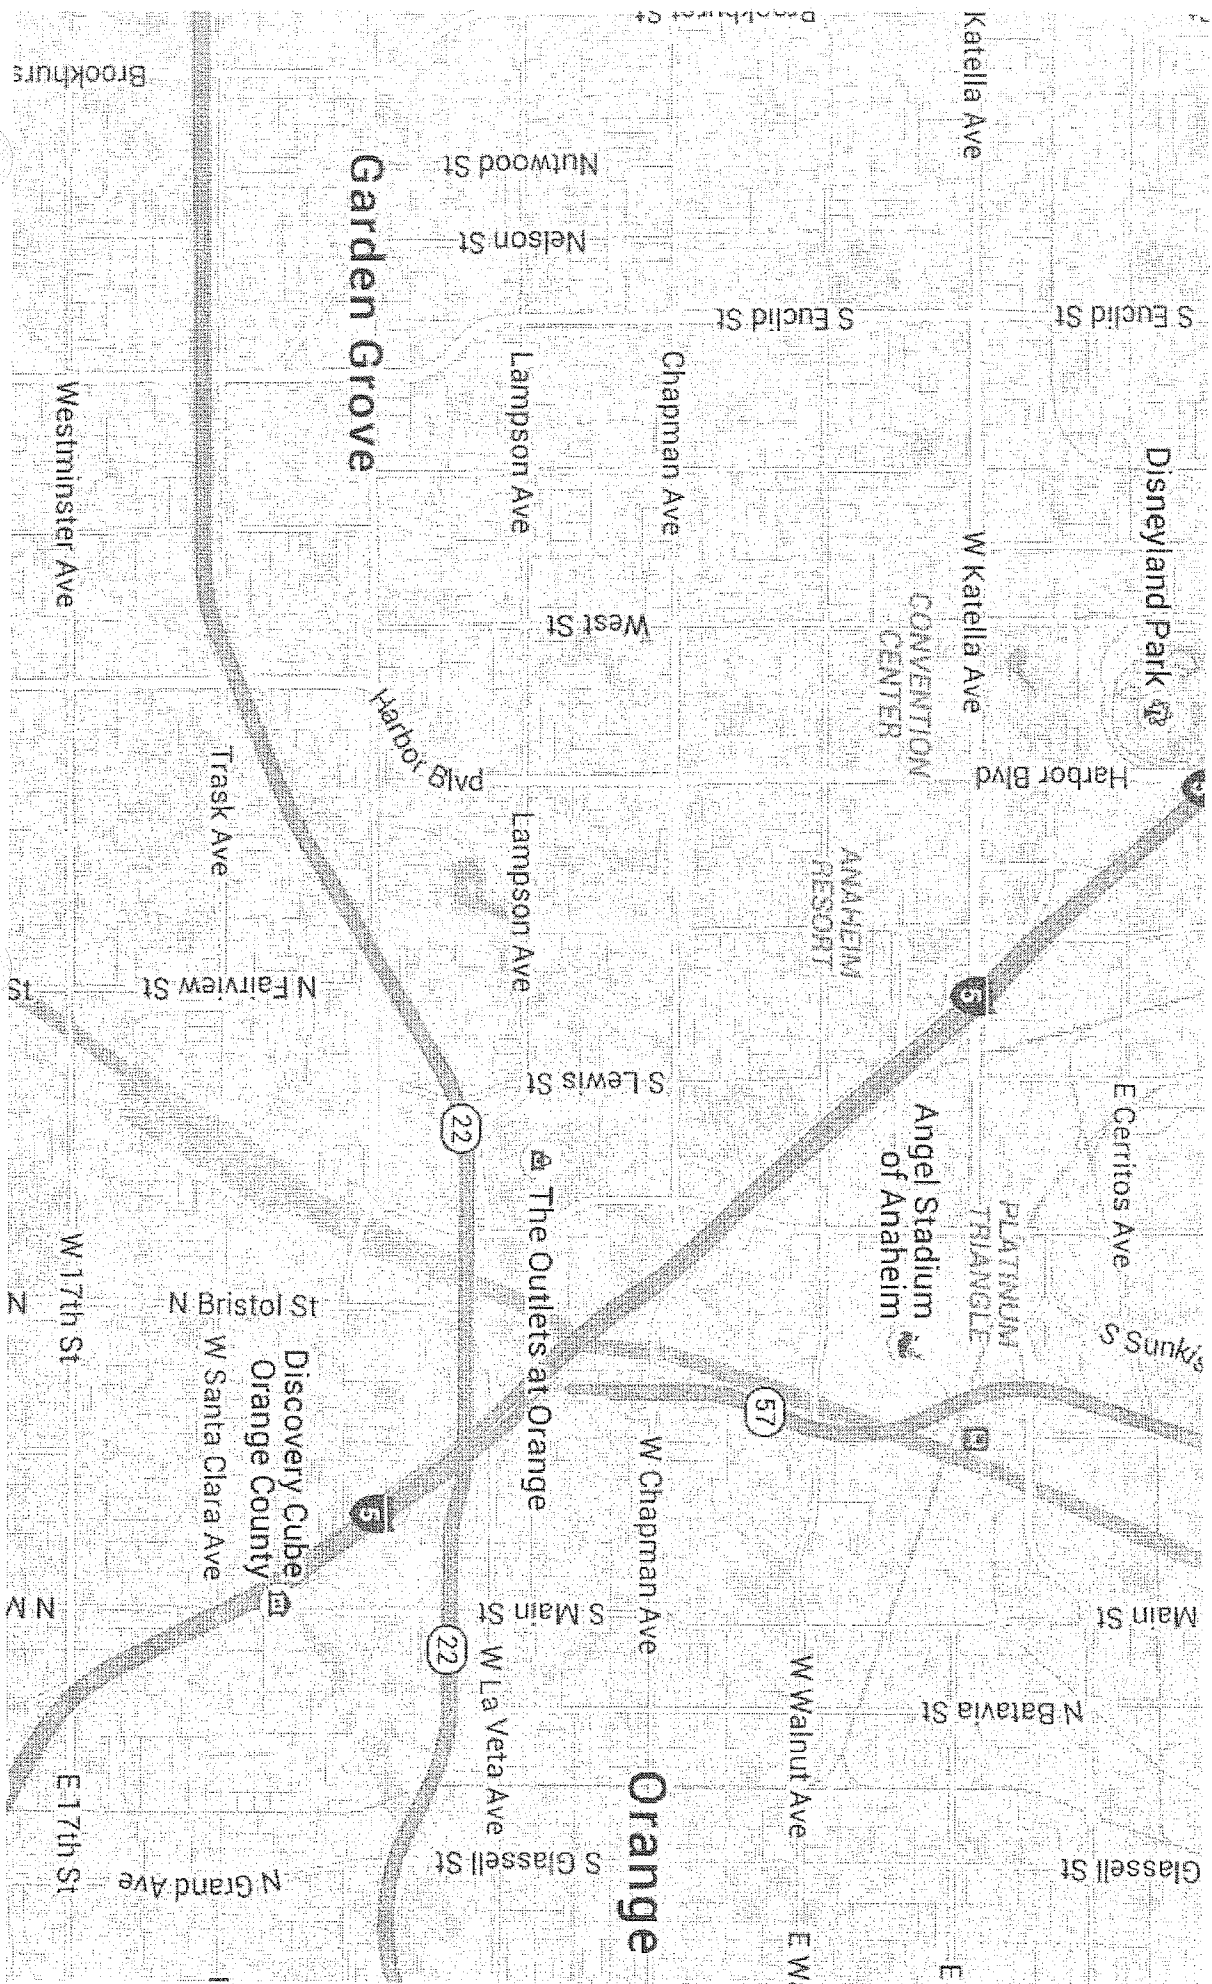 S Euclid St
Disneyland Park
Harbor Blvd
E Cerritos Ave
S Sunkis
Main St
Glassell St
Katella Ave
W Katella Ave
CONVENTION
CENTER
5
PLATINUM
TRIANGLE
Angel Stadium
of Anaheim
N Batavia St
E
S Euclid St
ANAHEIM
RESORT
57
W Walnut Ave
E W
Brookhurst St
Chapman Ave
West St
S Lewis St
W Chapman Ave
Orange
Nutwood St
Nelson St
Lampson Ave
Lampson Ave
The Outlets at Orange
S Main St
W La Veta Ave
S Glassell St
Garden Grove
Harbor Blvd
22
5
22
N Fairview St
N Bristol St
Discovery Cube
Orange County
Trask Ave
W Santa Clara Ave
N Grand Ave
Brookhurs
Westminster Ave
W 17th St
E 17th St
St
N
N M